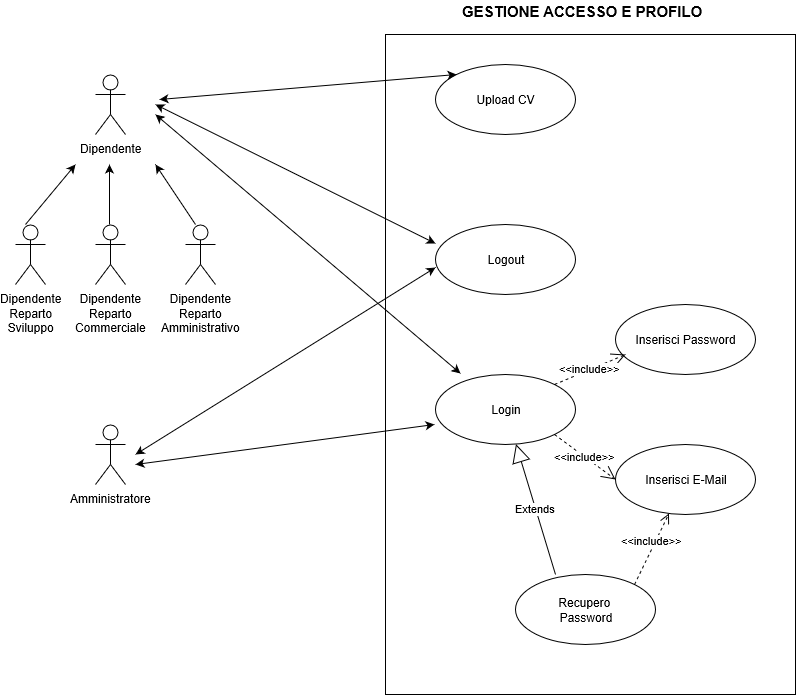 GESTIONE ACCESSO E PROFILO
Upload CV
Dipendente
Logout
Dipendente
Reparto
Sviluppo
Dipendente
Reparto
Commerciale
Dipendente
Reparto
Amministrativo
Inserisci Password
<<include>>
Login
Amministratore
<<include>>
Inserisci E-Mail
Extends
<<include>>
Recupero
Password